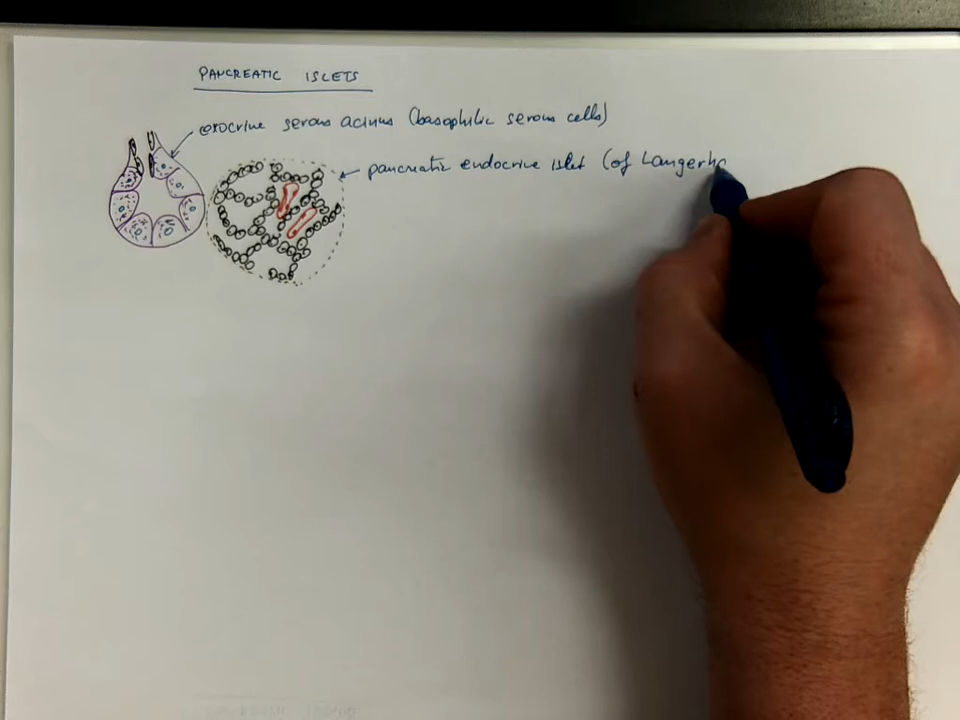 PANCREATIC ISLETS
exocrine serous acinus (basophilic serous cells)
pancreatic endocrine islet (of Langerh